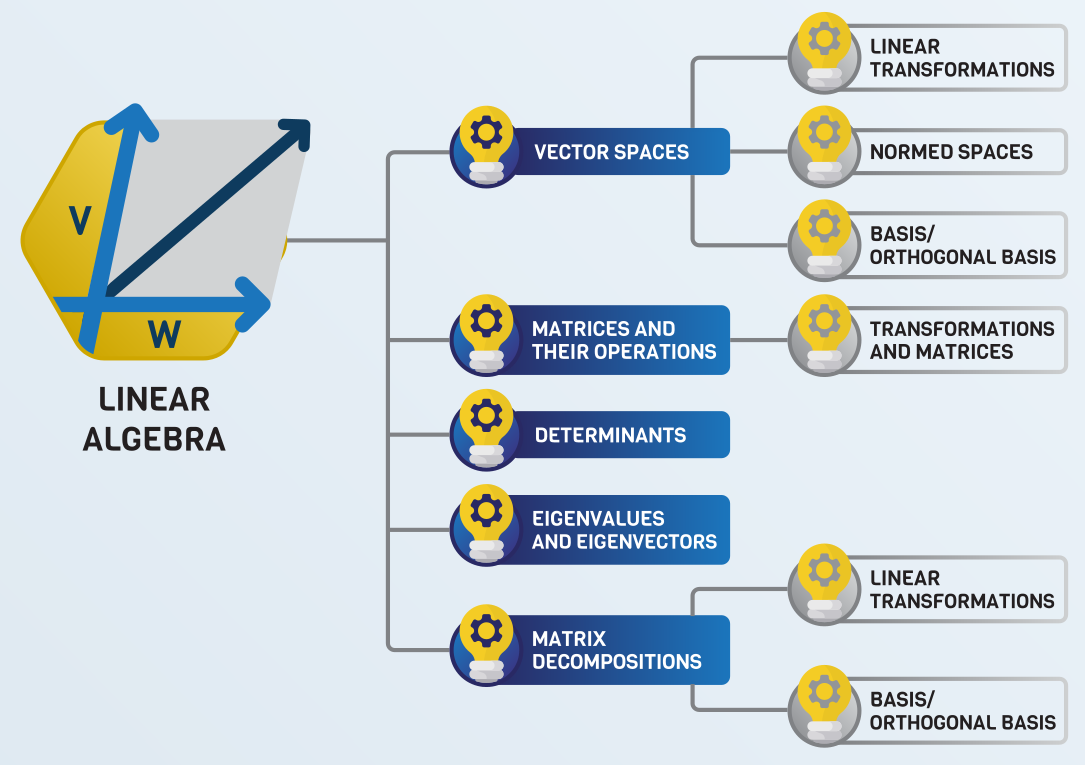 V
W
LINEAR
ALGEBRA
VECTOR SPACES
LINEAR
TRANSFORMATIONS
NORMED SPACES
BASIS/
ORTHOGONAL BASIS
MATRICES AND
THEIR OPERATIONS
TRANSFORMATIONS
AND MATRICES
DETERMINANTS
EIGENVALUES
AND EIGENVECTORS
MATRIX
DECOMPOSITIONS
LINEAR
TRANSFORMATIONS
BASIS/
ORTHOGONAL BASIS